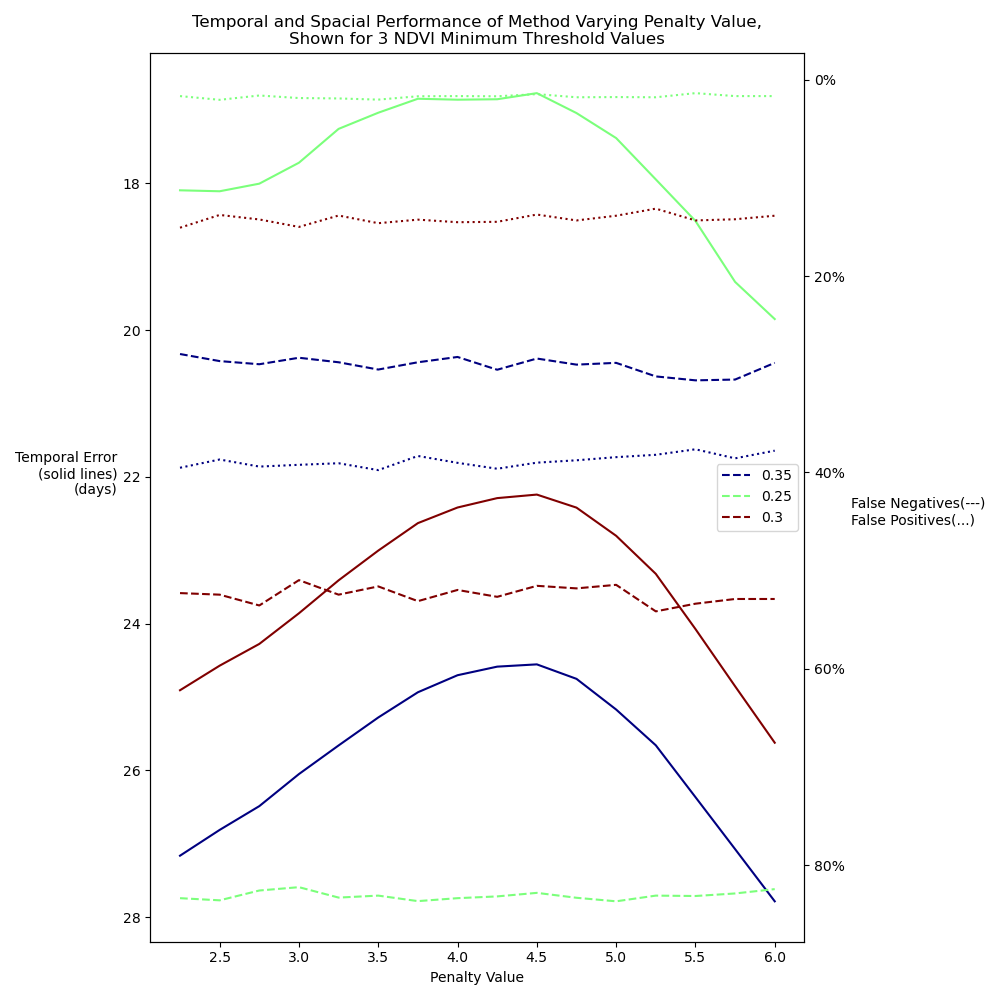 Temporal and Spacial Performance of Method Varying Penalty Value,
Shown for 3 NDVI Minimum Threshold Values
0%
18
20%
20
Temporal Error
(solid lines)
(days)
22
40%
0.35
0.25
0.3
False Negatives(---)
False Positives(...)
24
60%
26
80%
28
2.5 3.0 3.5 4.0 4.5 5.0 5.5 6.0
Penalty Value